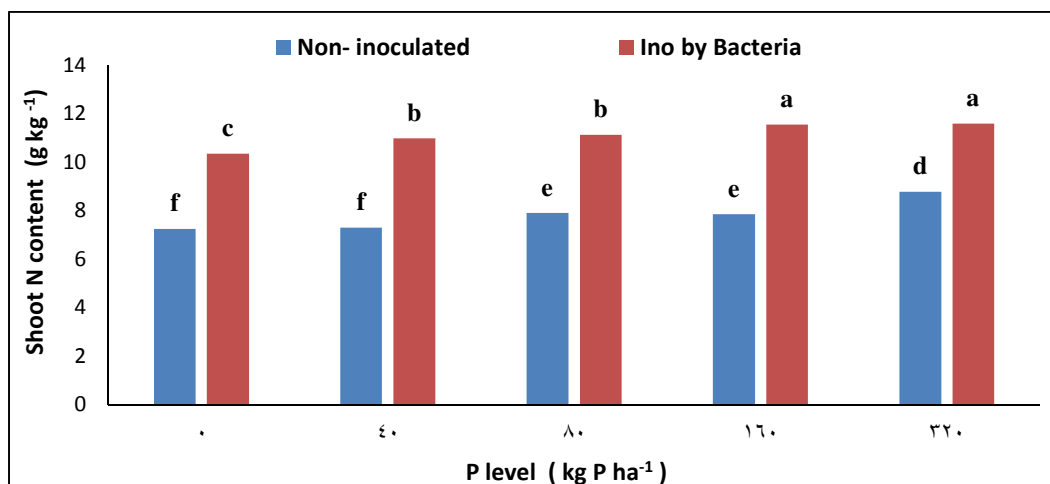 Non- inoculated
Ino by Bacteria
Shoot N content (g kg ⁻¹)
14
12
10
8
6
4
2
0
f
c
f
b
e
b
e
a
d
a
٠
٤٠
٨٠
١٦٠
٣٢٠
P level ( kg P ha⁻¹ )